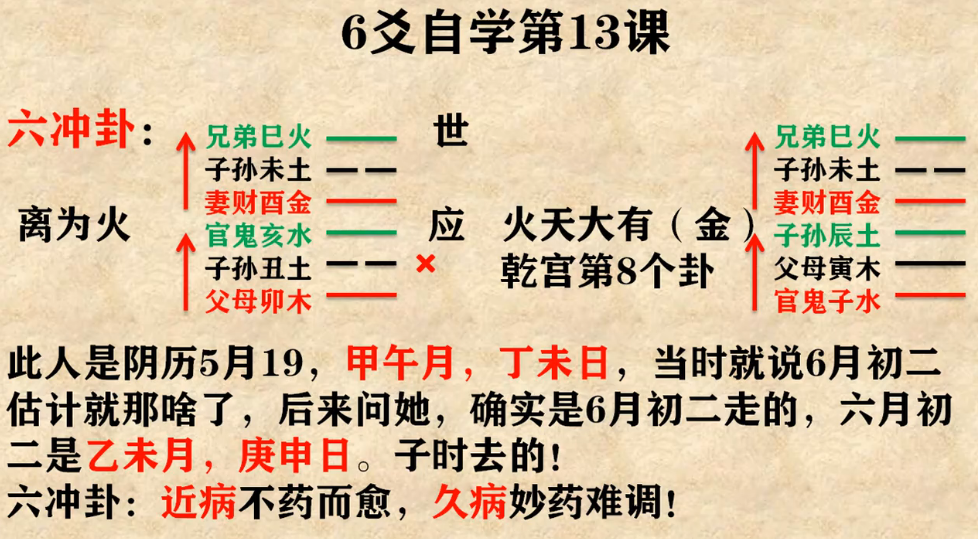 6爻自学第13课
六冲卦：
兄弟巳火
子孙未土
妻财酉金
官鬼亥水
子孙丑土
父母卯木
世
应
离为火
×
火天大有（金）
乾宫第8个卦
兄弟巳火
子孙未土
妻财酉金
子孙辰土
父母寅木
官鬼子水
此人是阴历5月19，甲午月，丁未日，当时就说6月初二
估计就那啥了，后来问她，确实是6月初二走的，六月初
二是乙未月，庚申日。子时去的！
六冲卦：近病不药而愈，久病妙药难调！